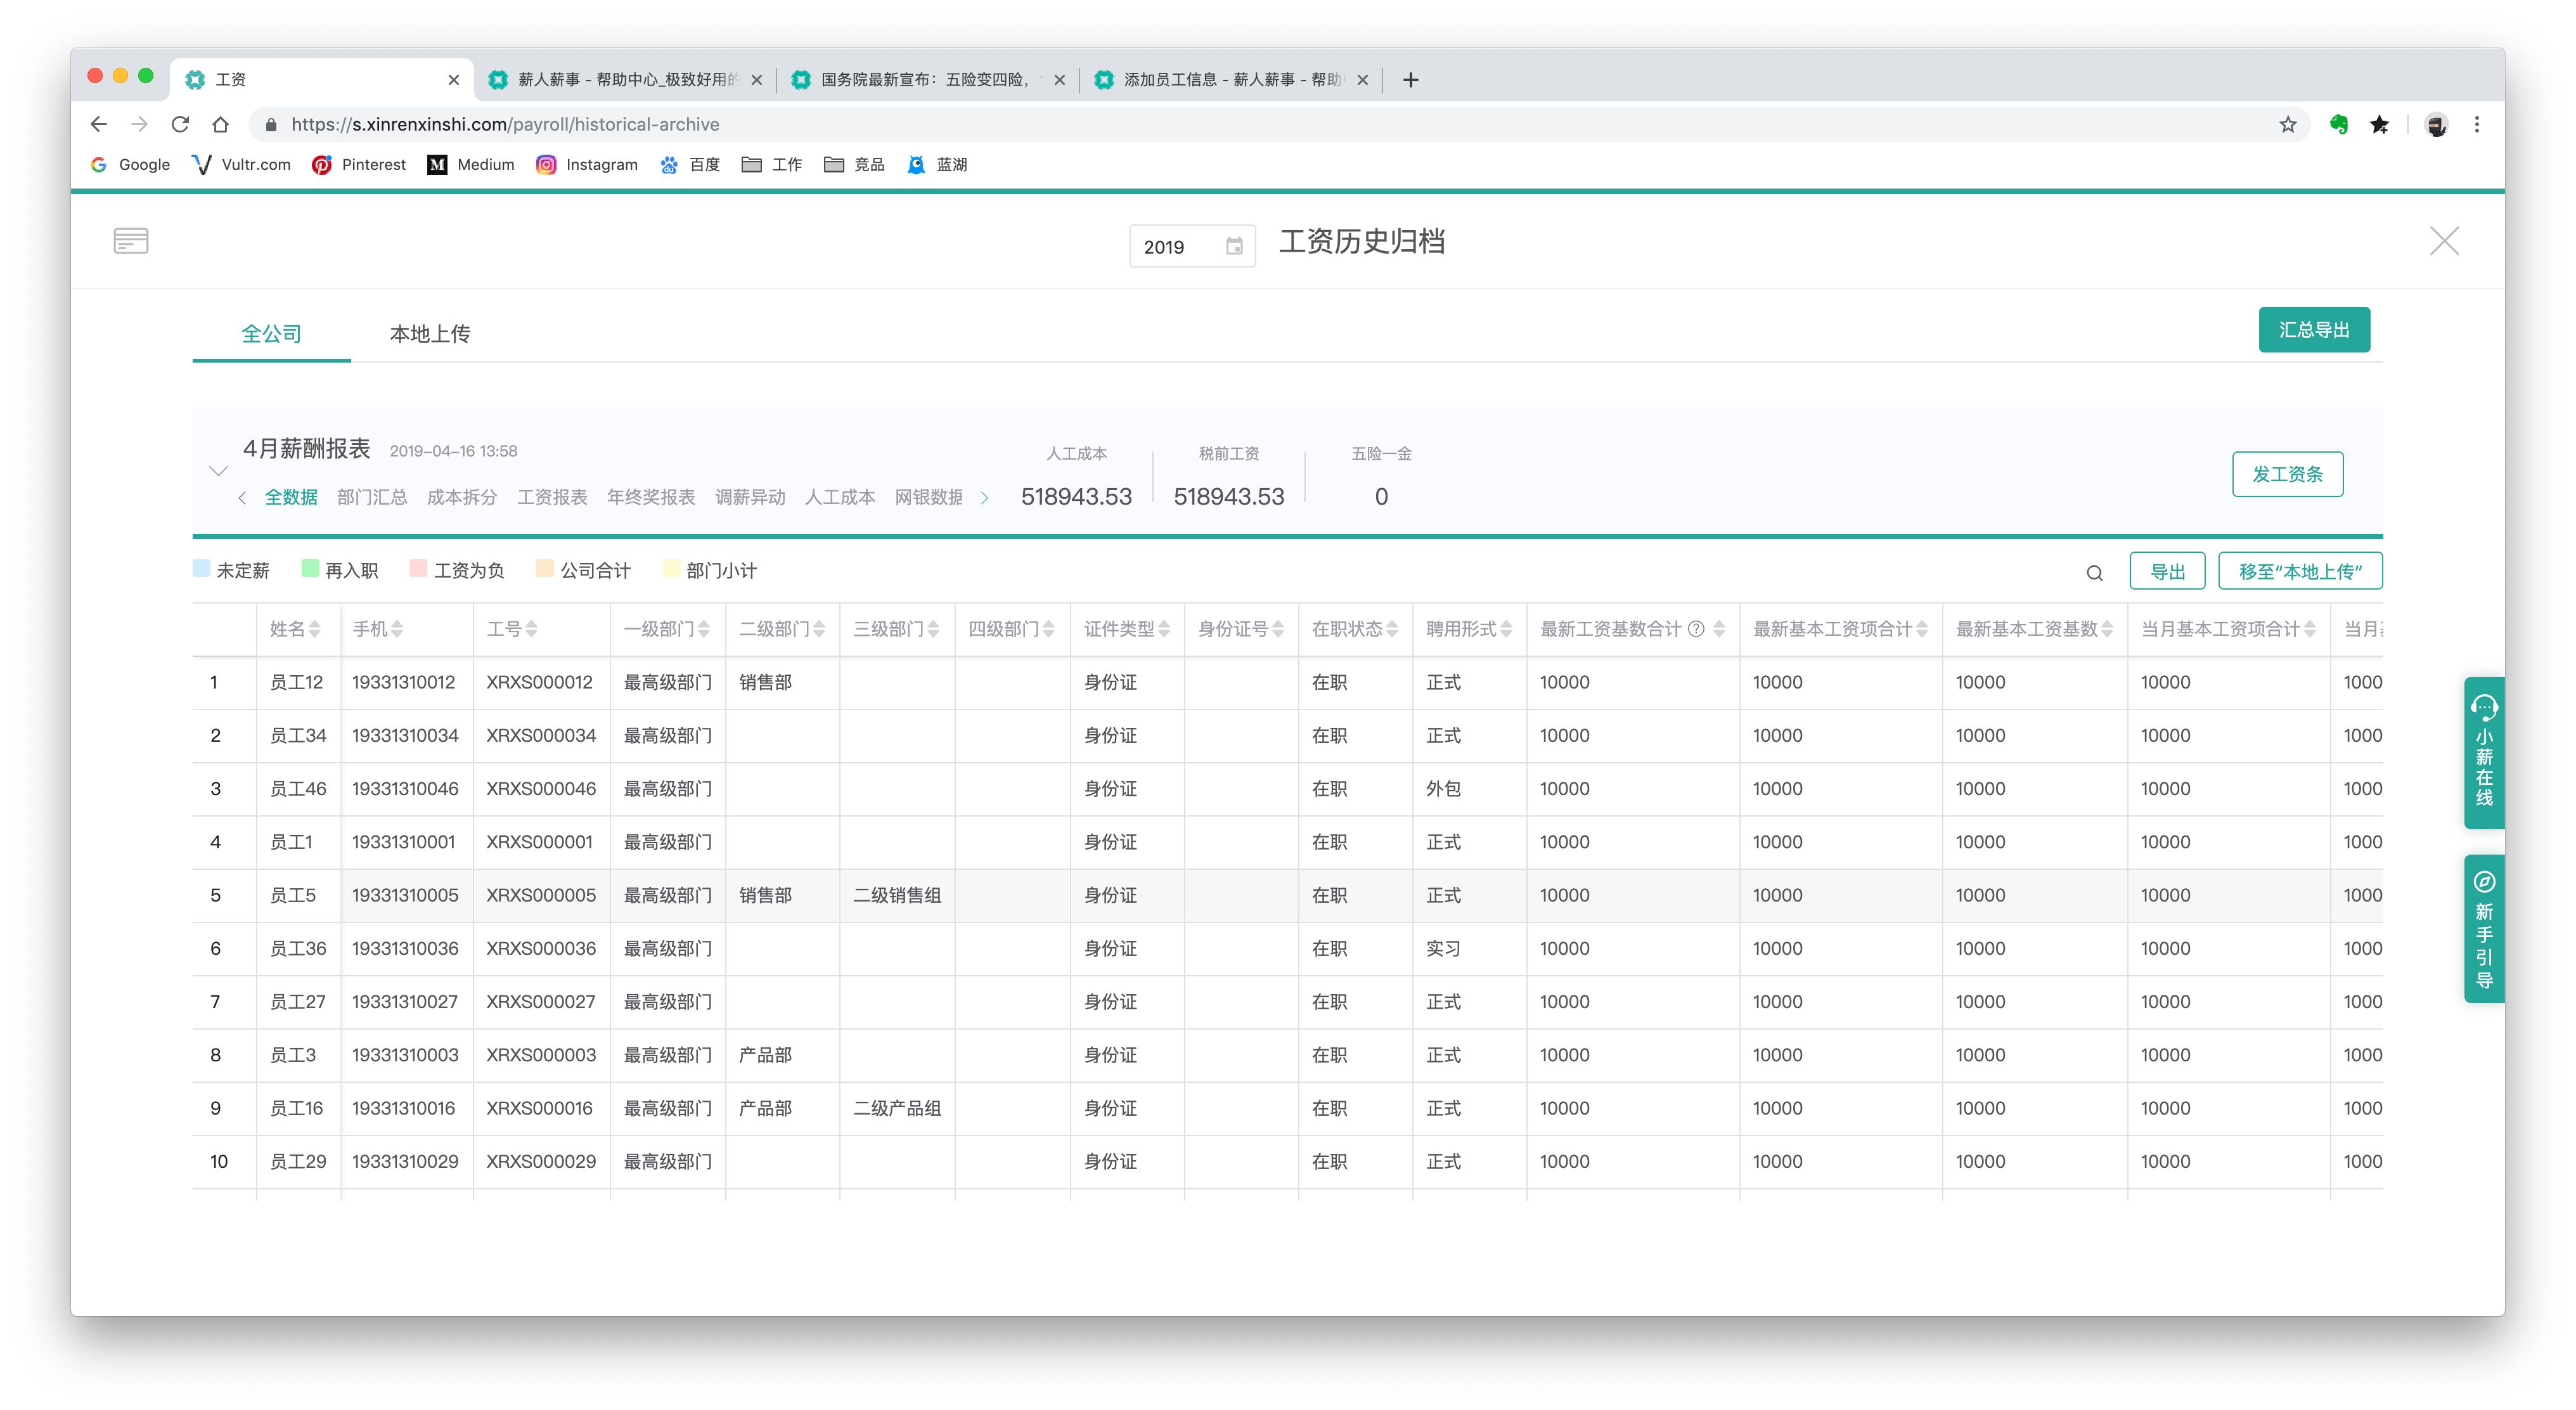 工资
薪人薪事 - 帮助中心_极致好用的
国务院最新宣布：五险变四险，
添加员工信息 - 薪人薪事 - 帮助
https://s.xinrenxinshi.com/payroll/historical-archive
Google Vultr.com Pinterest Medium Instagram 百度 工作 竞品 蓝湖
2019 工资历史归档
全公司 本地上传 汇总导出
4月薪酬报表 2019-04-16 13:58
人工成本 税前工资 五险一金
全数据 部门汇总 成本拆分 工资报表 年终奖报表 调薪异动 人工成本 网银数据
518943.53 518943.53 0
发工资条
未定薪 再入职 工资为负 公司合计 部门小计 导出 移至“本地上传”
姓名 手机 工号 一级部门 二级部门 三级部门 四级部门 证件类型 身份证号 在职状态 聘用形式 最新工资基数合计 最新基本工资项合计 最新基本工资基数 当月基本工资项合计 当月
1 员工12 19331310012 XRXS000012 最高级部门 销售部 身份证 在职 正式 10000 10000 10000 10000 1000
2 员工34 19331310034 XRXS000034 最高级部门 身份证 在职 正式 10000 10000 10000 10000 1000
3 员工46 19331310046 XRXS000046 最高级部门 身份证 在职 外包 10000 10000 10000 10000 1000
4 员工1 19331310001 XRXS000001 最高级部门 身份证 在职 正式 10000 10000 10000 10000 1000
5 员工5 19331310005 XRXS000005 最高级部门 销售部 二级销售组 身份证 在职 正式 10000 10000 10000 10000 1000
6 员工36 19331310036 XRXS000036 最高级部门 身份证 在职 实习 10000 10000 10000 10000 1000
7 员工27 19331310027 XRXS000027 最高级部门 身份证 在职 正式 10000 10000 10000 10000 1000
8 员工3 19331310003 XRXS000003 最高级部门 产品部 身份证 在职 正式 10000 10000 10000 10000 1000
9 员工16 19331310016 XRXS000016 最高级部门 产品部 二级产品组 身份证 在职 正式 10000 10000 10000 10000 1000
10 员工29 19331310029 XRXS000029 最高级部门 身份证 在职 正式 10000 10000 10000 10000 1000
小薪在线
新手引导